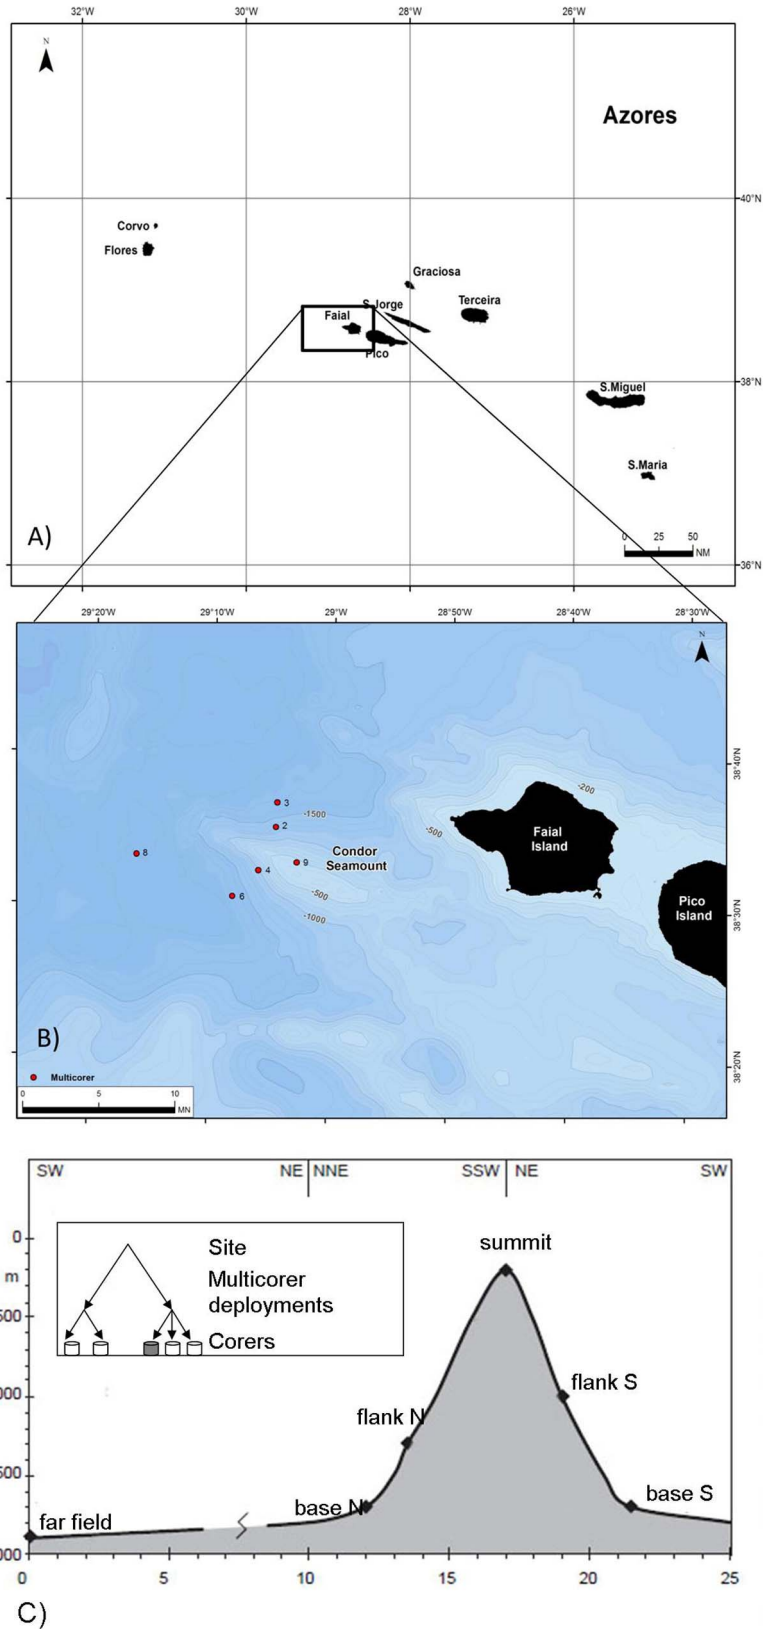 32°W 30°W 28°W 26°W
N
Azores
40°N
Corvo
Flores
Graciosa
S.Jorge
Terceira
Faial
Pico
38°N
S.Miguel
S.Maria
A)
0 25 50
NM
36°N
29°20'W 29°10'W 29°W 28°50'W 28°40'W 28°30'W
N
38°40'N
-200
3
-1500
2
-500
Faial
Island
8
Condor
Seamount
9
4
-500
6
Pico
Island
38°30'N
-1000
B)
38°20'N
Multicorer
0 5 10
MN
SW NE NNE SSW NE SW
0
m
500
000
500
000
Site
Multicorer
deployments
Corers
summit
flank S
flank N
base N
base S
far field
0 5 10 15 20 25
C)